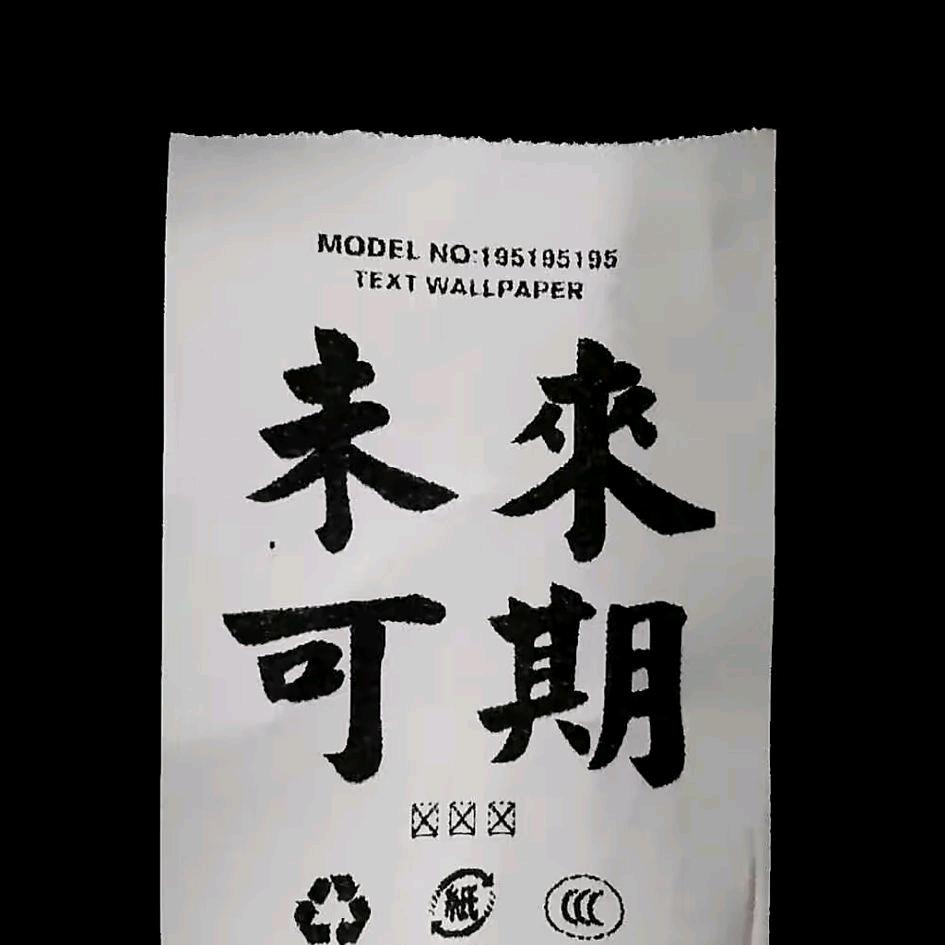 MODEL NO:195195195
TEXT WALLPAPER
未來
可期
紙
CCC